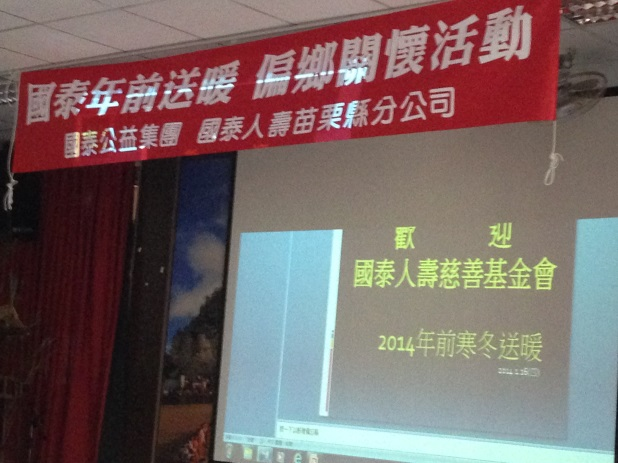 國泰年前送暖 偏鄉關懷活動
國泰公益集團 國泰人壽苗栗縣分公司
歡 迎
國泰人壽慈善基金會
2014年前寒冬送暖